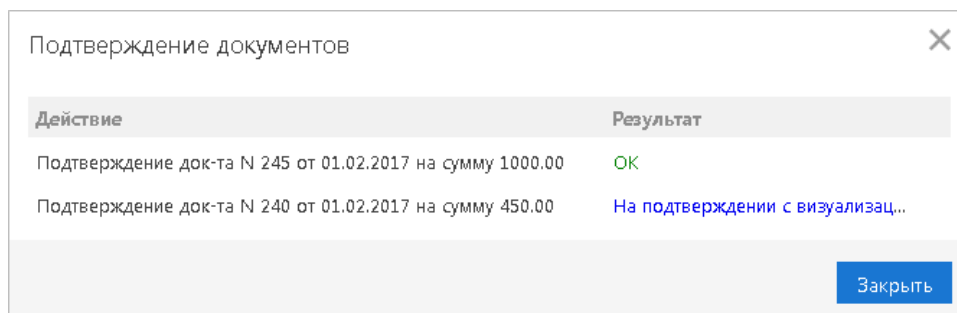 Подтверждение документов
Действие Результат
Подтверждение док-та N 245 от 01.02.2017 на сумму 1000.00 OK
Подтверждение док-та N 240 от 01.02.2017 на сумму 450.00 На подтверждении с визуализац...
Закрыть